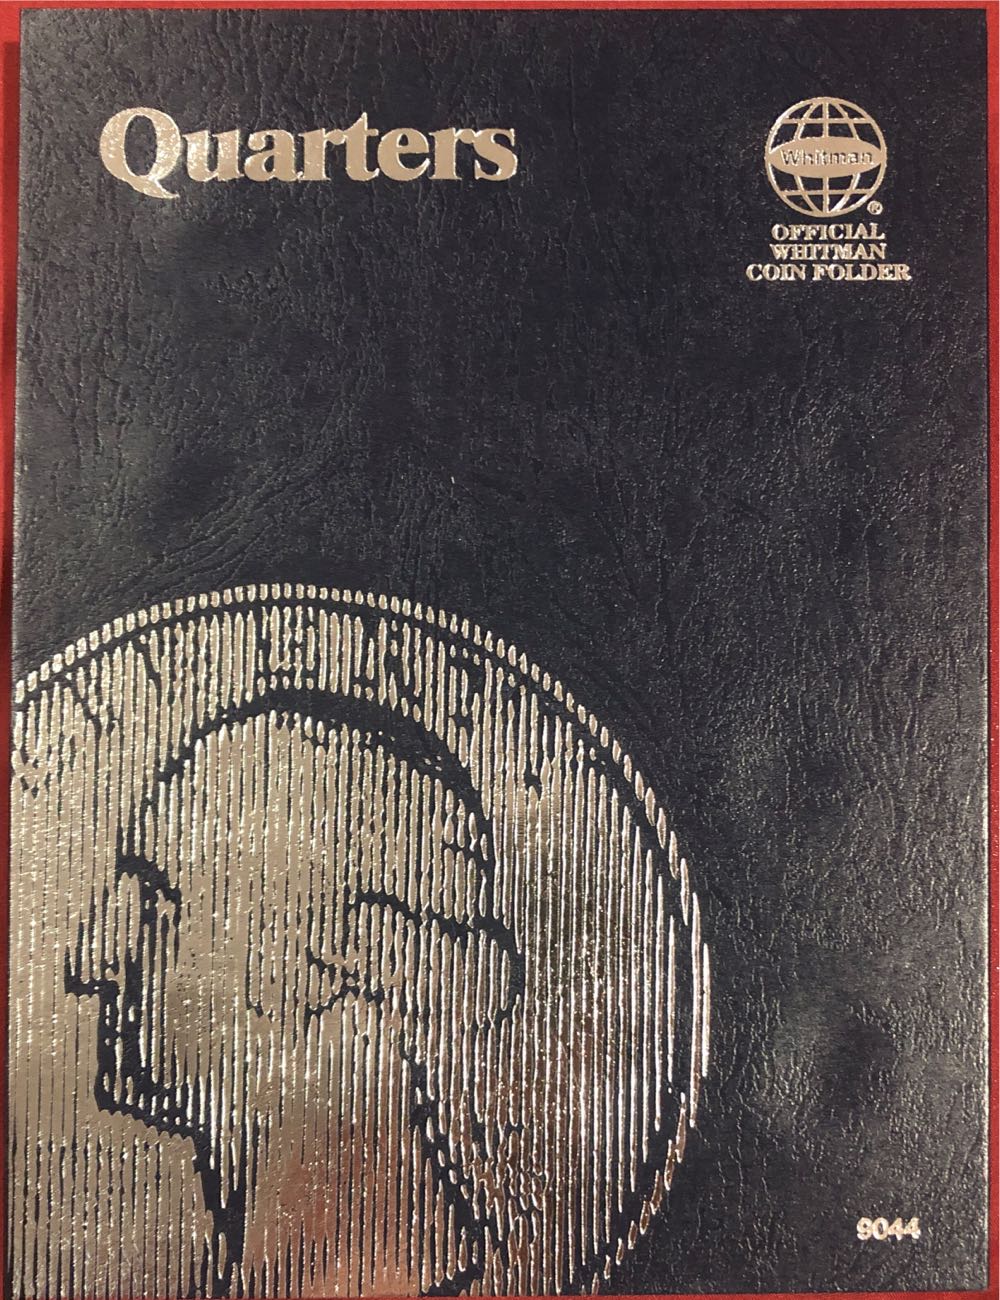 Quarters
Whitman
®
OFFICIAL
WHITMAN
COIN FOLDER
9044